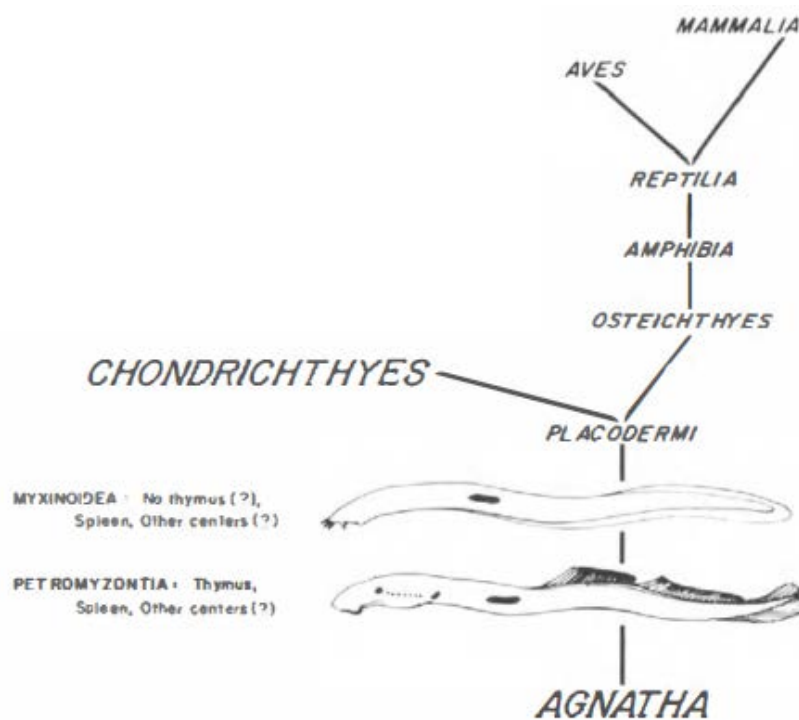 MAMMALIA
AVES
REPTILIA
AMPHIBIA
OSTEICHTHYES
CHONDRICHTHYES
PLACODERMI
MYXINOIDEA: No thymus (?),
Spleen, Other centers (?)
PETROMYZONTIA: Thymus,
Spleen, Other centers (?)
AGNATHA